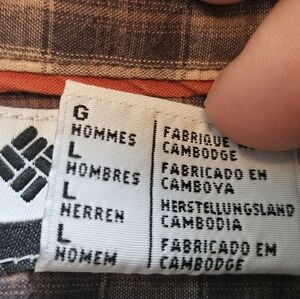 G
HOMMES
L
HOMBRES
L
HERREN
L
HOMEM
FABRIQUE
CAMBODGE
FABRICADO EN
CAMBOYA
HERSTELLUNGSLAND
CAMBODIA
FABRICADO EM
CAMBODGE